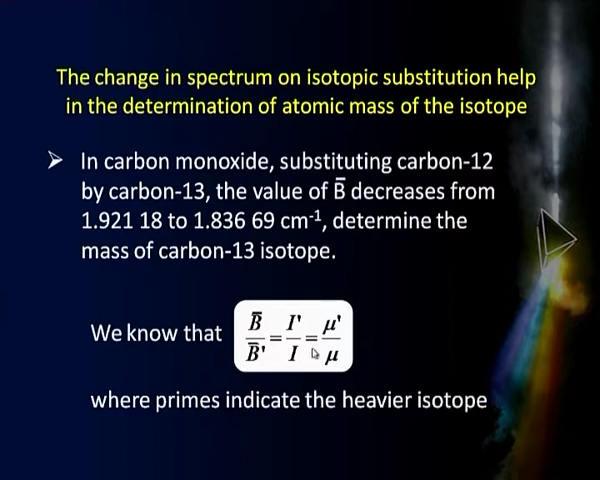 The change in spectrum on isotopic substitution help
in the determination of atomic mass of the isotope
➤ In carbon monoxide, substituting carbon-12
by carbon-13, the value of B̅ decreases from
1.921 18 to 1.836 69 cm⁻¹, determine the
mass of carbon-13 isotope.
We know that B̅/B̅' = I'/I = μ'/μ
where primes indicate the heavier isotope